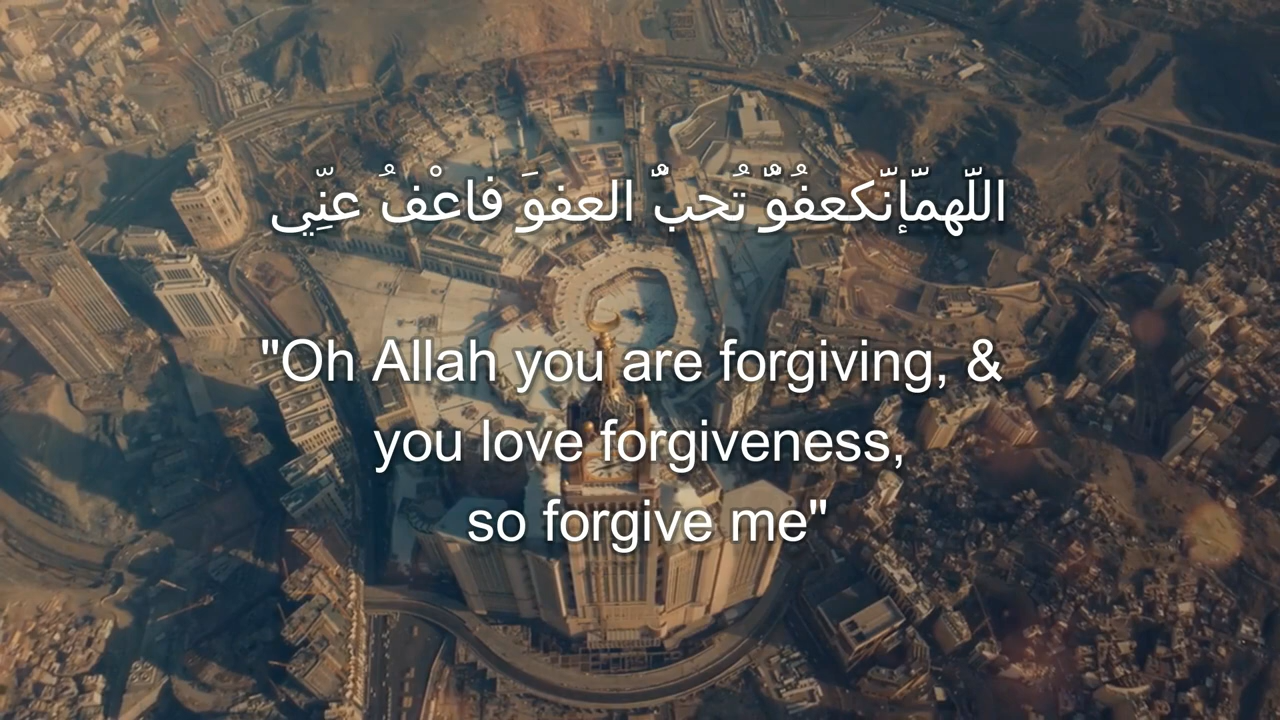 اللّهمّإنّكعفُوٌّ تُحبٌّ العفوَ فاعْفُ عنِّي
"Oh Allah you are forgiving, &
you love forgiveness,
so forgive me"